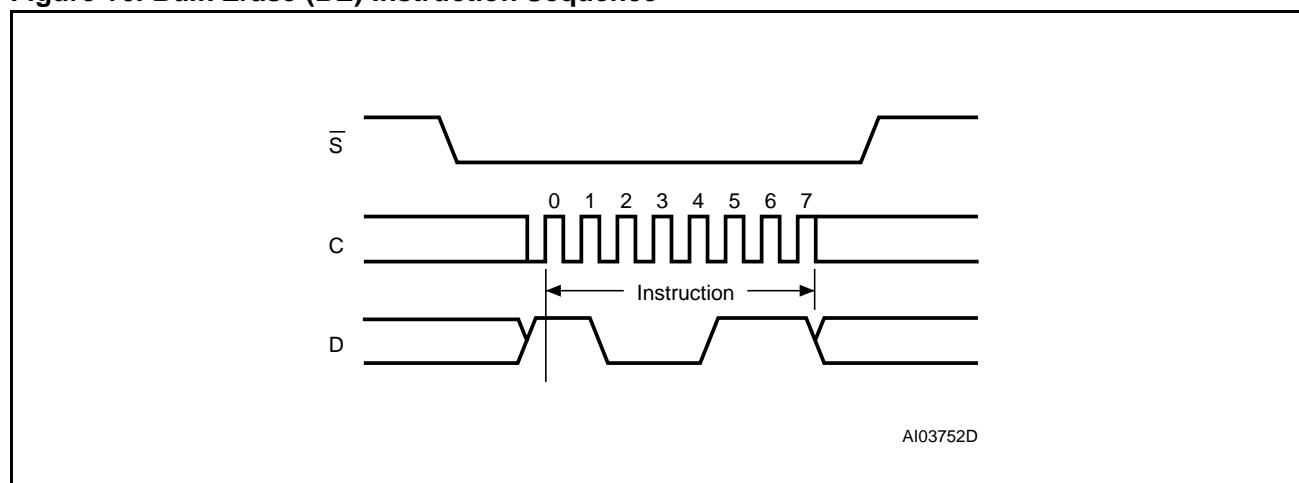 Figure 16. Bulk Erase (BE) Instruction Sequence
S̅
0 1 2 3 4 5 6 7
C
Instruction
D
AI03752D